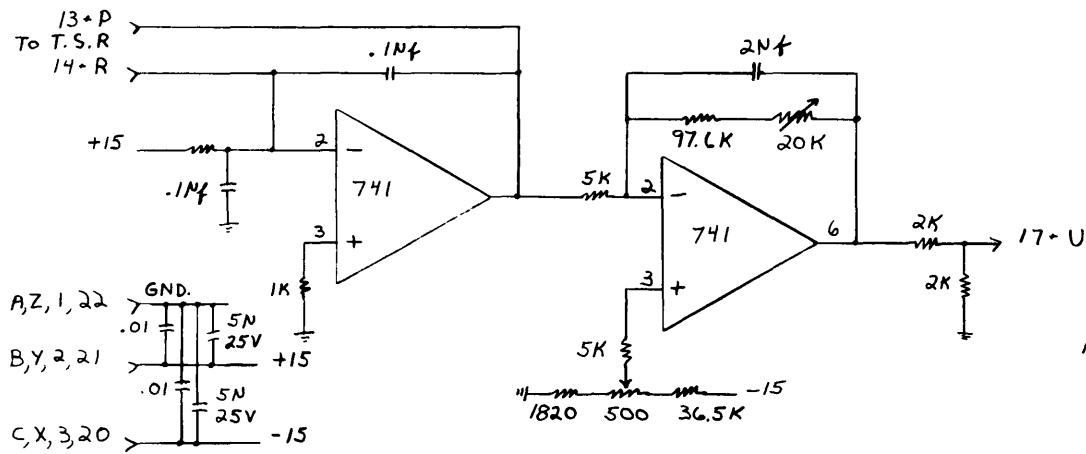 13+P
To T.S.R
14+R
.1Nf
+15
2
-
.1Nf
741
3
+
1K
5K
2Nf
97.6K
20K
2
-
741
6
3
+
2K
17+U
2K
5K
1820
500
36.5K
-15
A,Z,1,22
GND.
.01
5N
25V
B,Y,2,21
+15
.01
5N
25V
C,X,3,20
-15